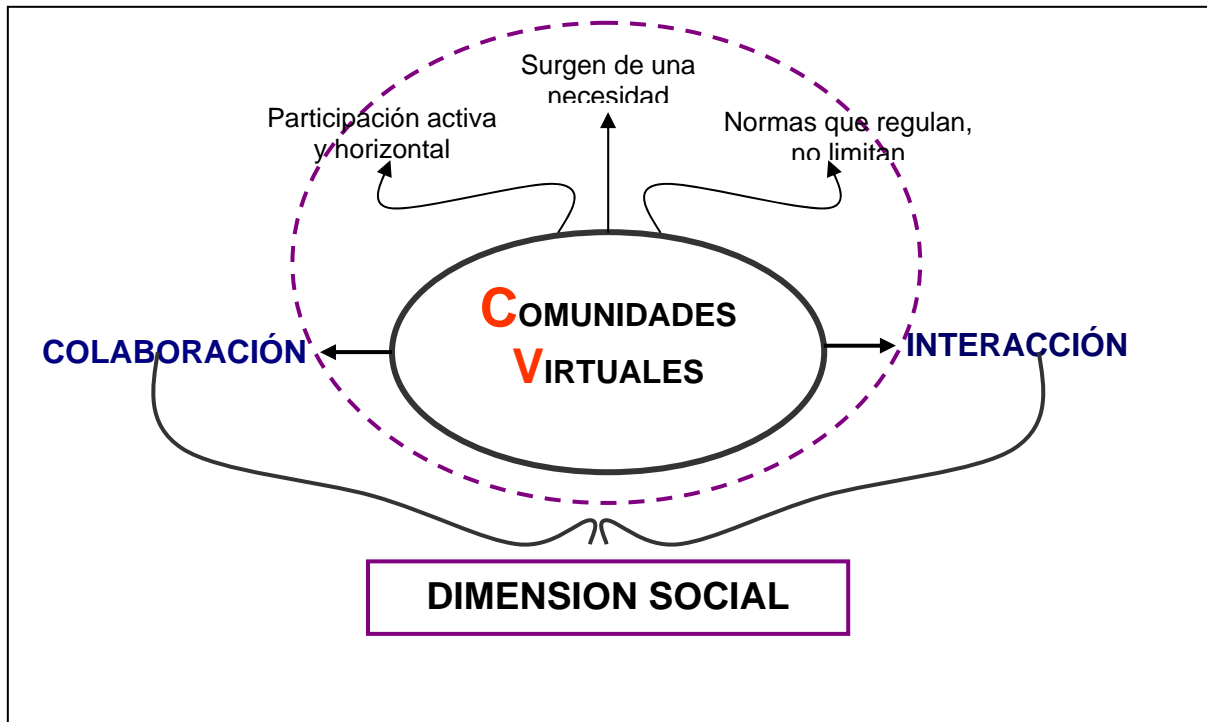 Surgen de una
necesidad
Participación activa
y horizontal
Normas que regulan,
no limitan
COMUNIDADES
VIRTUALES
COLABORACIÓN
INTERACCIÓN
DIMENSION SOCIAL